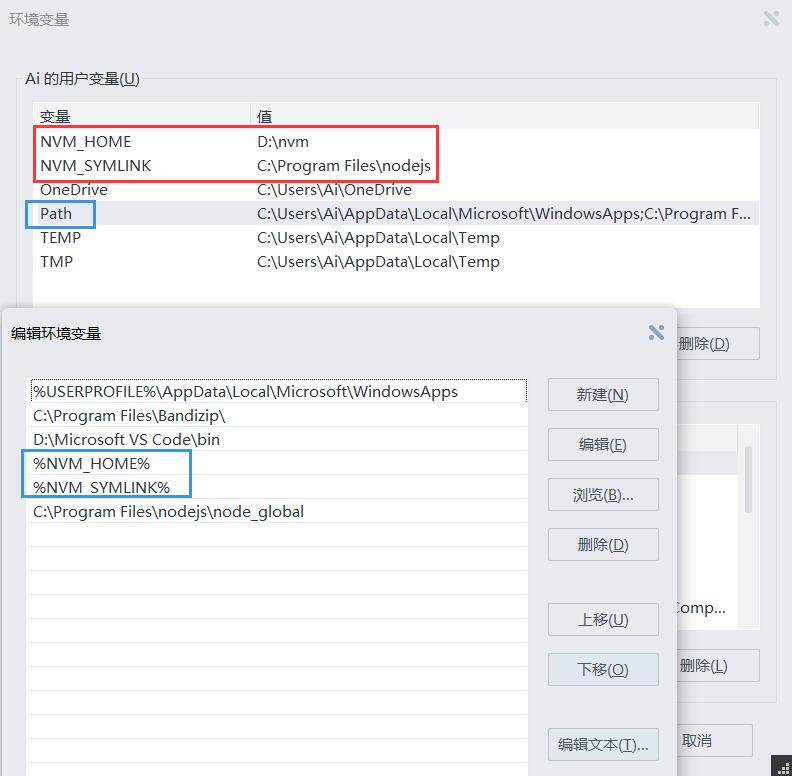 环境变量
Ai 的用户变量(U)
变量 值
NVM_HOME D:\nvm
NVM_SYMLINK C:\Program Files\nodejs
OneDrive C:\Users\Ai\OneDrive
Path C:\Users\Ai\AppData\Local\Microsoft\WindowsApps;C:\Program F...
TEMP C:\Users\Ai\AppData\Local\Temp
TMP C:\Users\Ai\AppData\Local\Temp
删除(D)
编辑环境变量
%USERPROFILE%\AppData\Local\Microsoft\WindowsApps
C:\Program Files\Bandizip\
D:\Microsoft VS Code\bin
%NVM_HOME%
%NVM_SYMLINK%
C:\Program Files\nodejs\node_global
新建(N)
编辑(E)
浏览(B)...
删除(D)
上移(U)
下移(O)
编辑文本(T)...
Comp...
删除(L)
取消